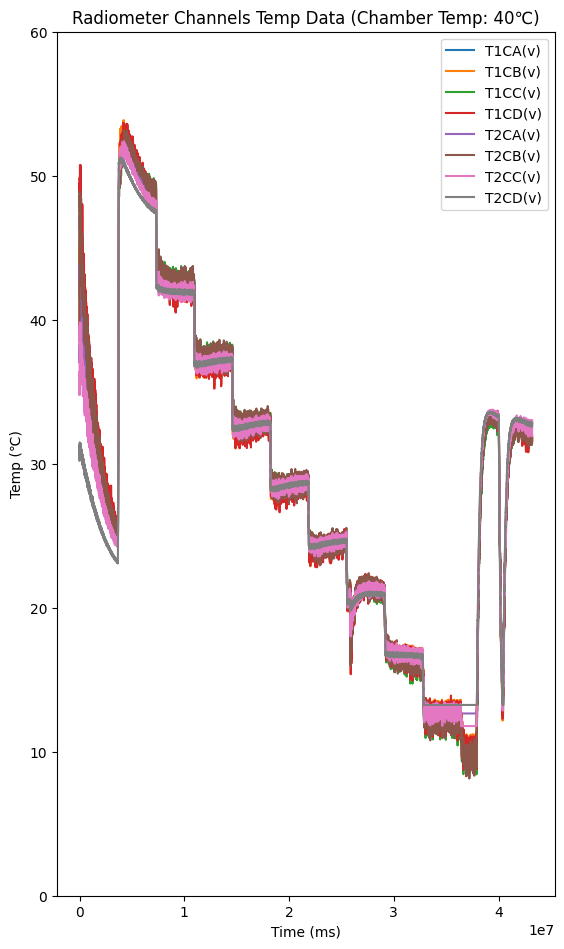 Radiometer Channels Temp Data (Chamber Temp: 40℃)
60
50
40
30
20
10
0
Temp (℃)
T1CA(v)
T1CB(v)
T1CC(v)
T1CD(v)
T2CA(v)
T2CB(v)
T2CC(v)
T2CD(v)
0 1 2 3 4
1e7
Time (ms)